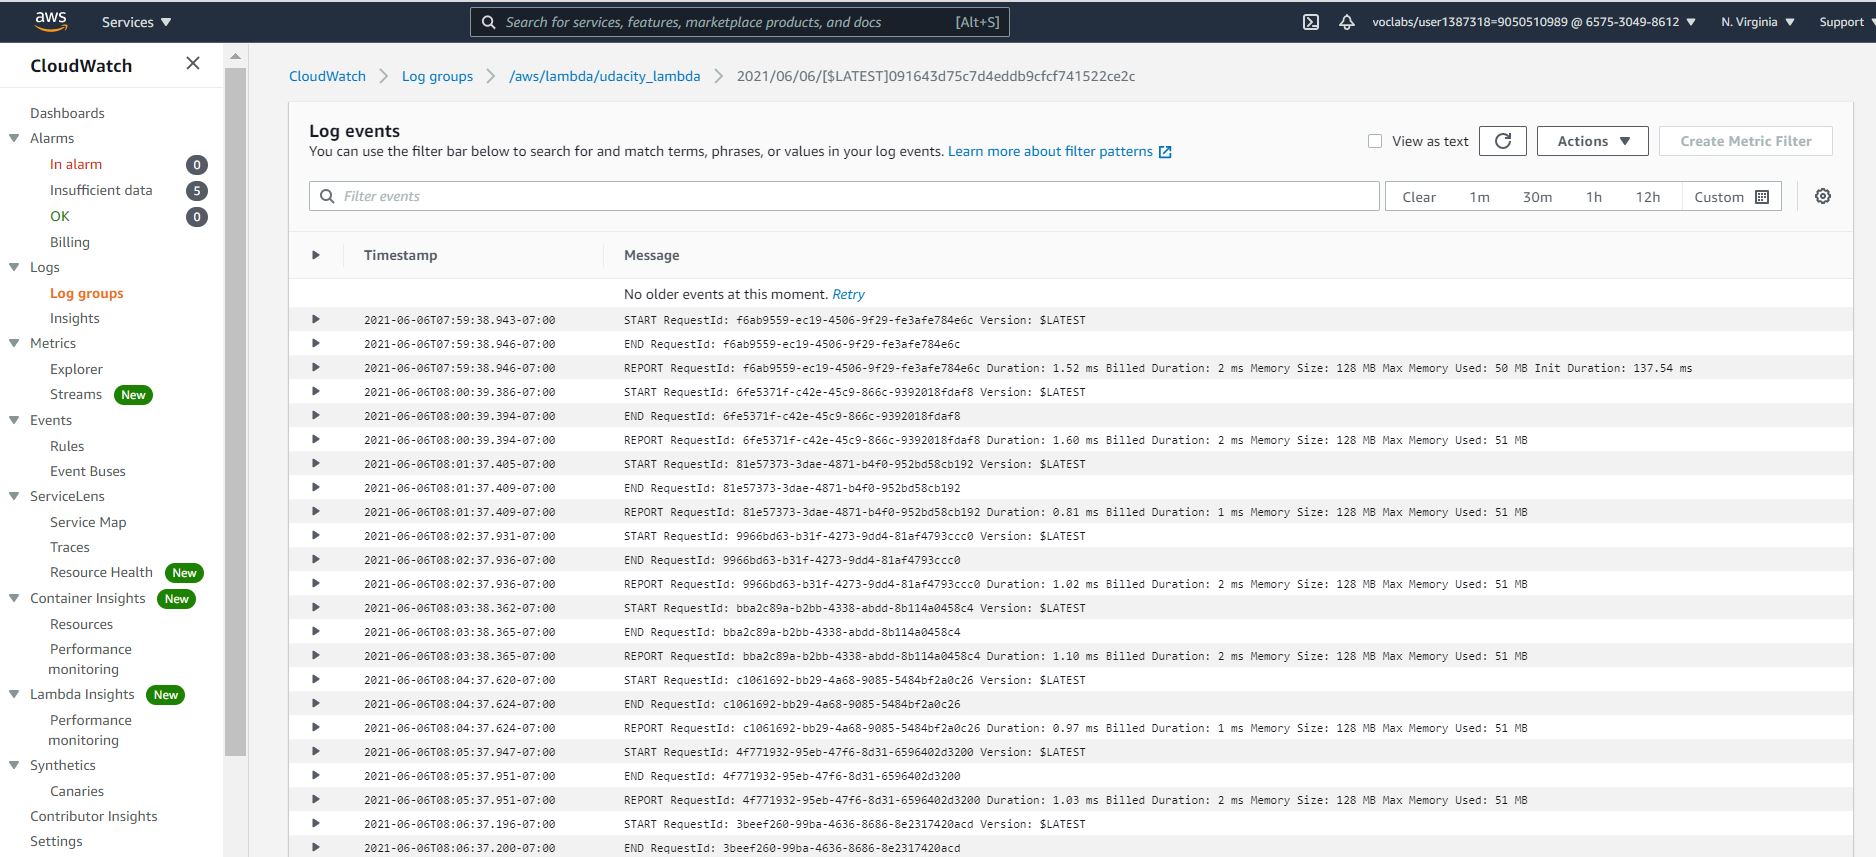 aws Services Search for services, features, marketplace products, and docs [Alt+S] voclabs/user1387318=9050510989 @ 6575-3049-8612 N. Virginia Support
CloudWatch
Dashboards
Alarms
In alarm 0
Insufficient data 5
OK 0
Billing
Logs
Log groups
Insights
Metrics
Explorer
Streams New
Events
Rules
Event Buses
ServiceLens
Service Map
Traces
Resource Health New
Container Insights New
Resources
Performance
monitoring
Lambda Insights New
Performance
monitoring
Synthetics
Canaries
Contributor Insights
Settings
CloudWatch Log groups /aws/lambda/udacity_lambda 2021/06/06/[$LATEST]091643d75c7d4eddb9cfcf741522ce2c
Log events
You can use the filter bar below to search for and match terms, phrases, or values in your log events. Learn more about filter patterns
View as text Actions Create Metric Filter
Filter events Clear 1m 30m 1h 12h Custom
Timestamp Message
No older events at this moment. Retry
2021-06-06T07:59:38.943-07:00 START RequestId: f6ab9559-ec19-4506-9f29-fe3afe784e6c Version: $LATEST
2021-06-06T07:59:38.946-07:00 END RequestId: f6ab9559-ec19-4506-9f29-fe3afe784e6c
2021-06-06T07:59:38.946-07:00 REPORT RequestId: f6ab9559-ec19-4506-9f29-fe3afe784e6c Duration: 1.52 ms Billed Duration: 2 ms Memory Size: 128 MB Max Memory Used: 50 MB Init Duration: 137.54 ms
2021-06-06T08:00:39.386-07:00 START RequestId: 6fe5371f-c42e-45c9-866c-9392018fdaf8 Version: $LATEST
2021-06-06T08:00:39.394-07:00 END RequestId: 6fe5371f-c42e-45c9-866c-9392018fdaf8
2021-06-06T08:00:39.394-07:00 REPORT RequestId: 6fe5371f-c42e-45c9-866c-9392018fdaf8 Duration: 1.60 ms Billed Duration: 2 ms Memory Size: 128 MB Max Memory Used: 51 MB
2021-06-06T08:01:37.405-07:00 START RequestId: 81e57373-3dae-4871-b4f0-952bd58cb192 Version: $LATEST
2021-06-06T08:01:37.409-07:00 END RequestId: 81e57373-3dae-4871-b4f0-952bd58cb192
2021-06-06T08:01:37.409-07:00 REPORT RequestId: 81e57373-3dae-4871-b4f0-952bd58cb192 Duration: 0.81 ms Billed Duration: 1 ms Memory Size: 128 MB Max Memory Used: 51 MB
2021-06-06T08:02:37.931-07:00 START RequestId: 9966bd63-b31f-4273-9dd4-81af4793ccc0 Version: $LATEST
2021-06-06T08:02:37.936-07:00 END RequestId: 9966bd63-b31f-4273-9dd4-81af4793ccc0
2021-06-06T08:02:37.936-07:00 REPORT RequestId: 9966bd63-b31f-4273-9dd4-81af4793ccc0 Duration: 1.02 ms Billed Duration: 2 ms Memory Size: 128 MB Max Memory Used: 51 MB
2021-06-06T08:03:38.362-07:00 START RequestId: bba2c89a-b2bb-4338-abdd-8b114a0458c4 Version: $LATEST
2021-06-06T08:03:38.365-07:00 END RequestId: bba2c89a-b2bb-4338-abdd-8b114a0458c4
2021-06-06T08:03:38.365-07:00 REPORT RequestId: bba2c89a-b2bb-4338-abdd-8b114a0458c4 Duration: 1.10 ms Billed Duration: 2 ms Memory Size: 128 MB Max Memory Used: 51 MB
2021-06-06T08:04:37.620-07:00 START RequestId: c1061692-bb29-4a68-9085-5484bf2a0c26 Version: $LATEST
2021-06-06T08:04:37.624-07:00 END RequestId: c1061692-bb29-4a68-9085-5484bf2a0c26
2021-06-06T08:04:37.624-07:00 REPORT RequestId: c1061692-bb29-4a68-9085-5484bf2a0c26 Duration: 0.97 ms Billed Duration: 1 ms Memory Size: 128 MB Max Memory Used: 51 MB
2021-06-06T08:05:37.947-07:00 START RequestId: 4f771932-95eb-47f6-8d31-6596402d3200 Version: $LATEST
2021-06-06T08:05:37.951-07:00 END RequestId: 4f771932-95eb-47f6-8d31-6596402d3200
2021-06-06T08:05:37.951-07:00 REPORT RequestId: 4f771932-95eb-47f6-8d31-6596402d3200 Duration: 1.03 ms Billed Duration: 2 ms Memory Size: 128 MB Max Memory Used: 51 MB
2021-06-06T08:06:37.196-07:00 START RequestId: 3beef260-99ba-4636-8686-8e2317420acd Version: $LATEST
2021-06-06T08:06:37.200-07:00 END RequestId: 3beef260-99ba-4636-8686-8e2317420acd